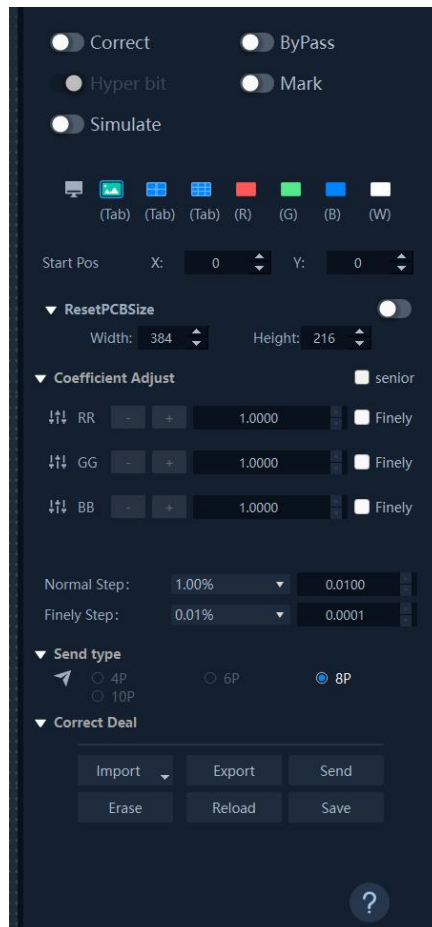 Correct ByPass
Hyper bit Mark
Simulate
(Tab) (Tab) (Tab) (R) (G) (B) (W)
Start Pos X: 0 Y: 0
ResetPCBSize
Width: 384 Height: 216
Coefficient Adjust senior
RR - + 1.0000 Finely
GG - + 1.0000 Finely
BB - + 1.0000 Finely
Normal Step: 1.00% 0.0100
Finely Step: 0.01% 0.0001
Send type
4P 6P 8P
10P
Correct Deal
Import Export Send
Erase Reload Save
?